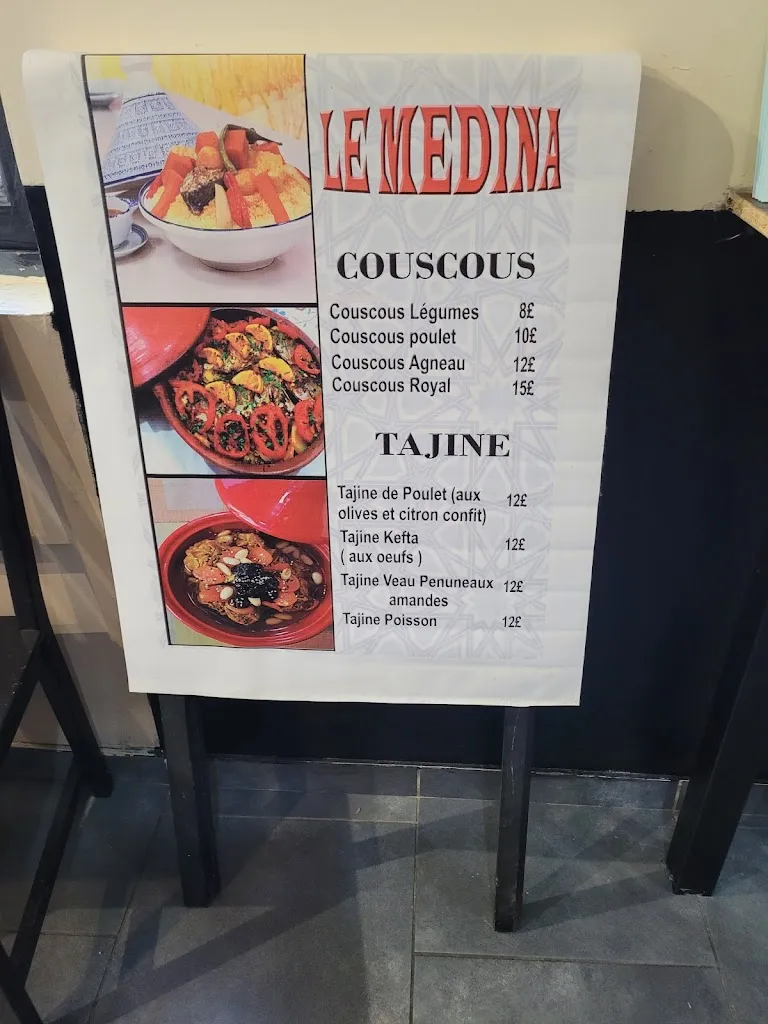 LE MEDINA
COUSCOUS
Couscous Légumes 8£
Couscous poulet 10£
Couscous Agneau 12£
Couscous Royal 15£
TAJINE
Tajine de Poulet (aux 12£
olives et citron confit)
Tajine Kefta 12£
( aux oeufs )
Tajine Veau Penuneaux 12£
amandes
Tajine Poisson 12£